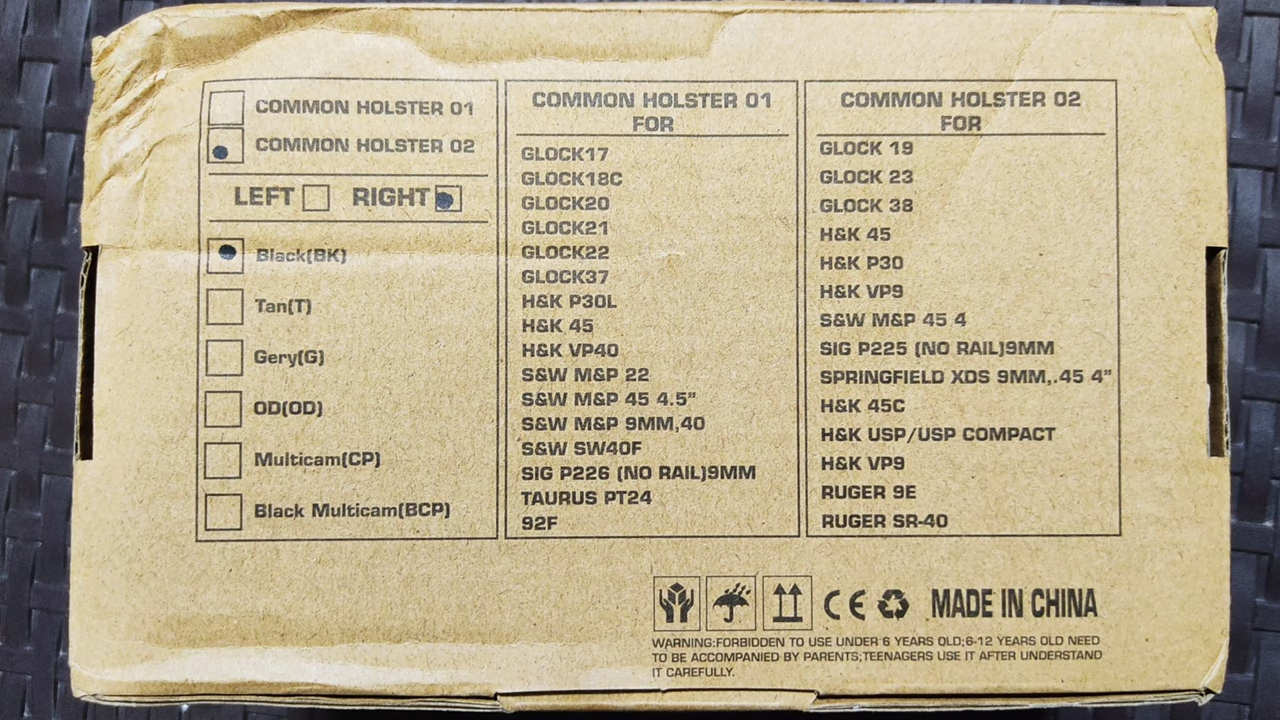 COMMON HOLSTER 01
COMMON HOLSTER 02
LEFT RIGHT
Black(BK)
Tan(T)
Gery(G)
OD(OD)
Multicam(CP)
Black Multicam(BCP)
COMMON HOLSTER 01
FOR
GLOCK17
GLOCK18C
GLOCK20
GLOCK21
GLOCK22
GLOCK37
H&K P30L
H&K 45
H&K VP40
S&W M&P 22
S&W M&P 45 4.5”
S&W M&P 9MM,40
S&W SW40F
SIG P226 (NO RAIL)9MM
TAURUS PT24
92F
COMMON HOLSTER 02
FOR
GLOCK 19
GLOCK 23
GLOCK 38
H&K 45
H&K P30
H&K VP9
S&W M&P 45 4
SIG P225 (NO RAIL)9MM
SPRINGFIELD XDS 9MM,.45 4”
H&K 45C
H&K USP/USP COMPACT
H&K VP9
RUGER 9E
RUGER SR-40
CE MADE IN CHINA
WARNING:FORBIDDEN TO USE UNDER 6 YEARS OLD;6-12 YEARS OLD NEED
TO BE ACCOMPANIED BY PARENTS;TEENAGERS USE IT AFTER UNDERSTAND
IT CAREFULLY.